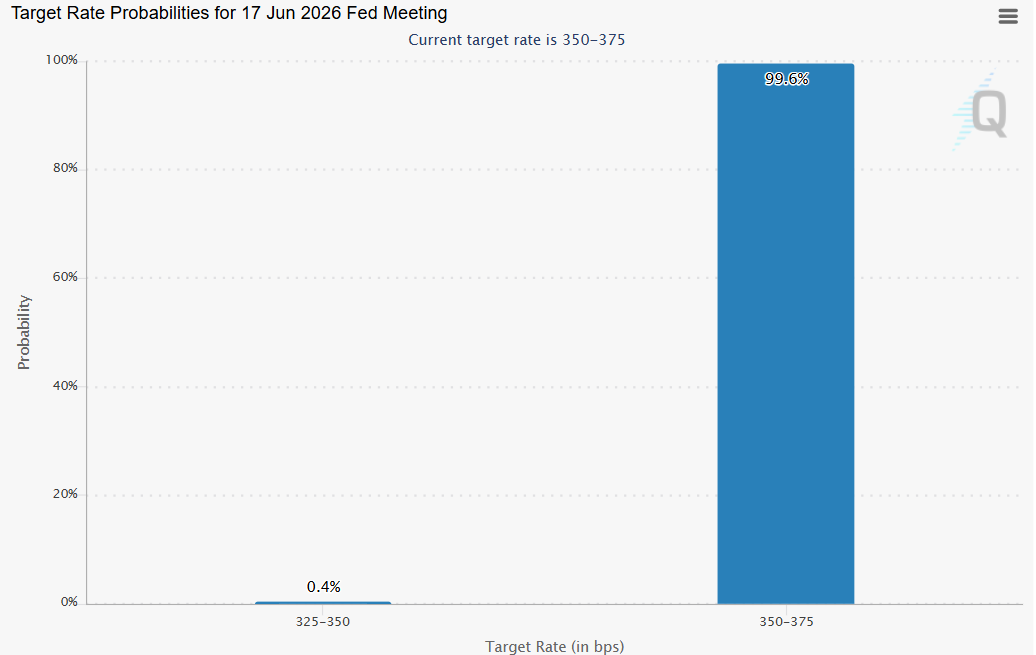 Target Rate Probabilities for 17 Jun 2026 Fed Meeting
Current target rate is 350–375
100%
80%
60%
40%
20%
0%
Probability
99.6%
0.4%
325–350
350–375
Target Rate (in bps)
Q